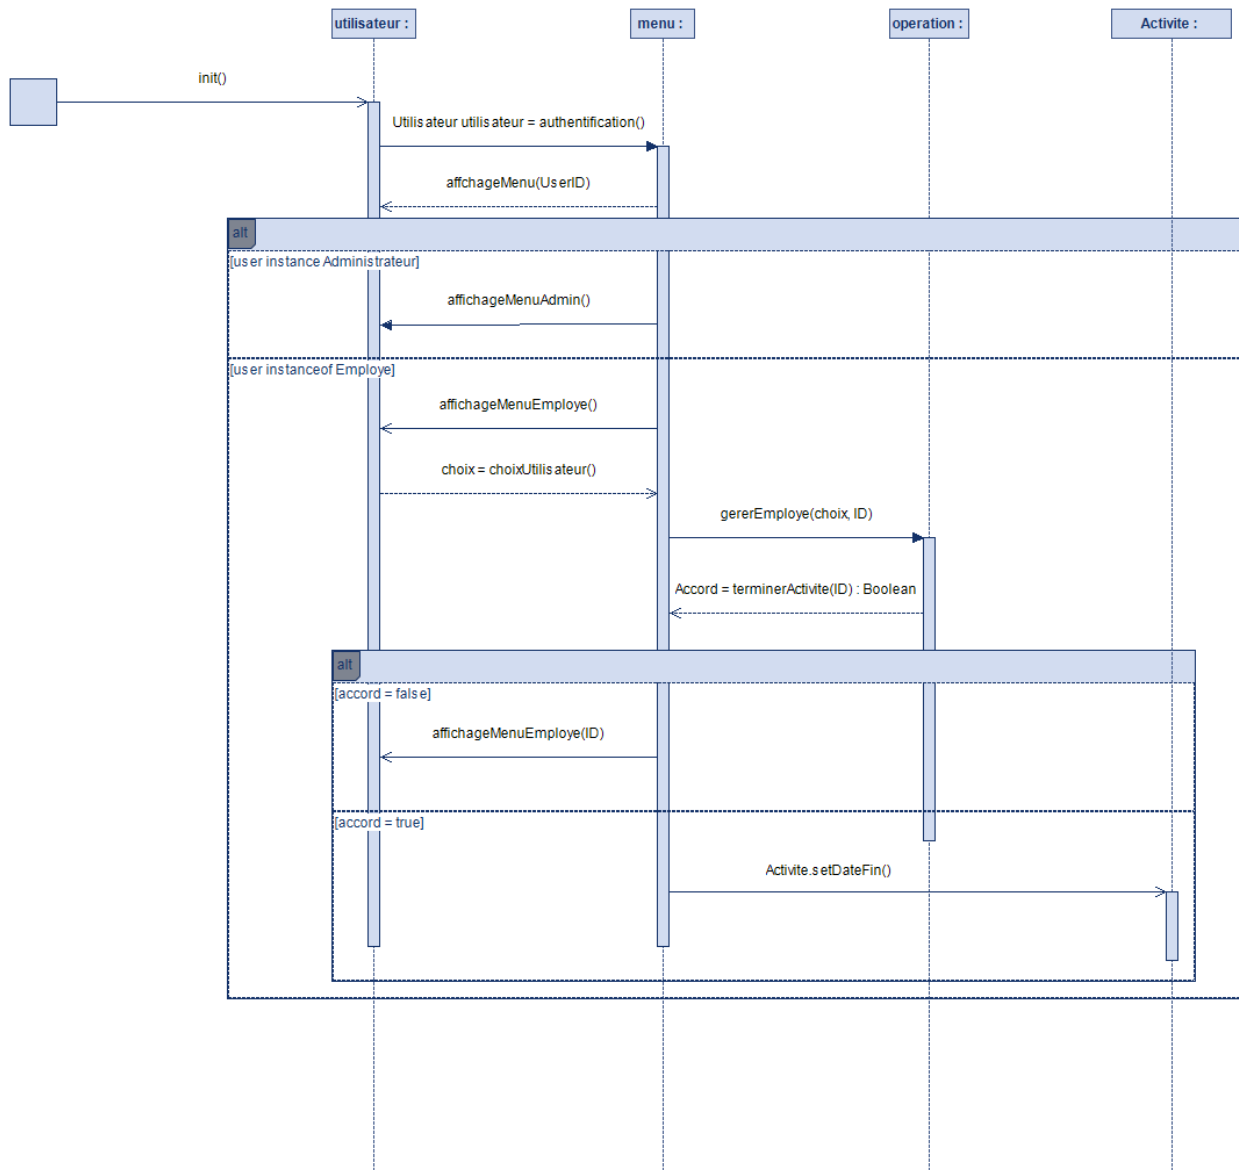 utilisateur :
menu :
operation :
Activite :
init()
Utilisateur utilisateur = authentification()
affchageMenu(UserID)
alt
[user instance Administrateur]
affichageMenuAdmin()
[user instanceof Employe]
affichageMenuEmploye()
choix = choixUtilisateur()
gererEmploye(choix, ID)
Accord = terminerActivite(ID) : Boolean
alt
[accord = false]
affichageMenuEmploye(ID)
[accord = true]
Activite.setDateFin()